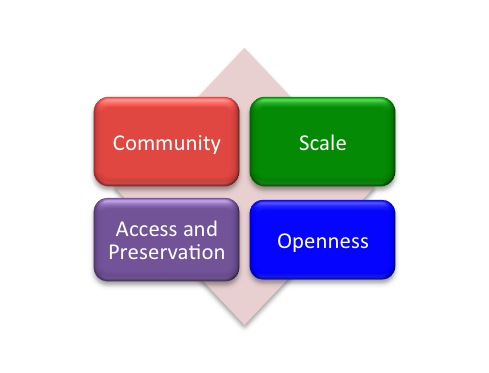 Community
Scale
Access and
Preservation
Openness